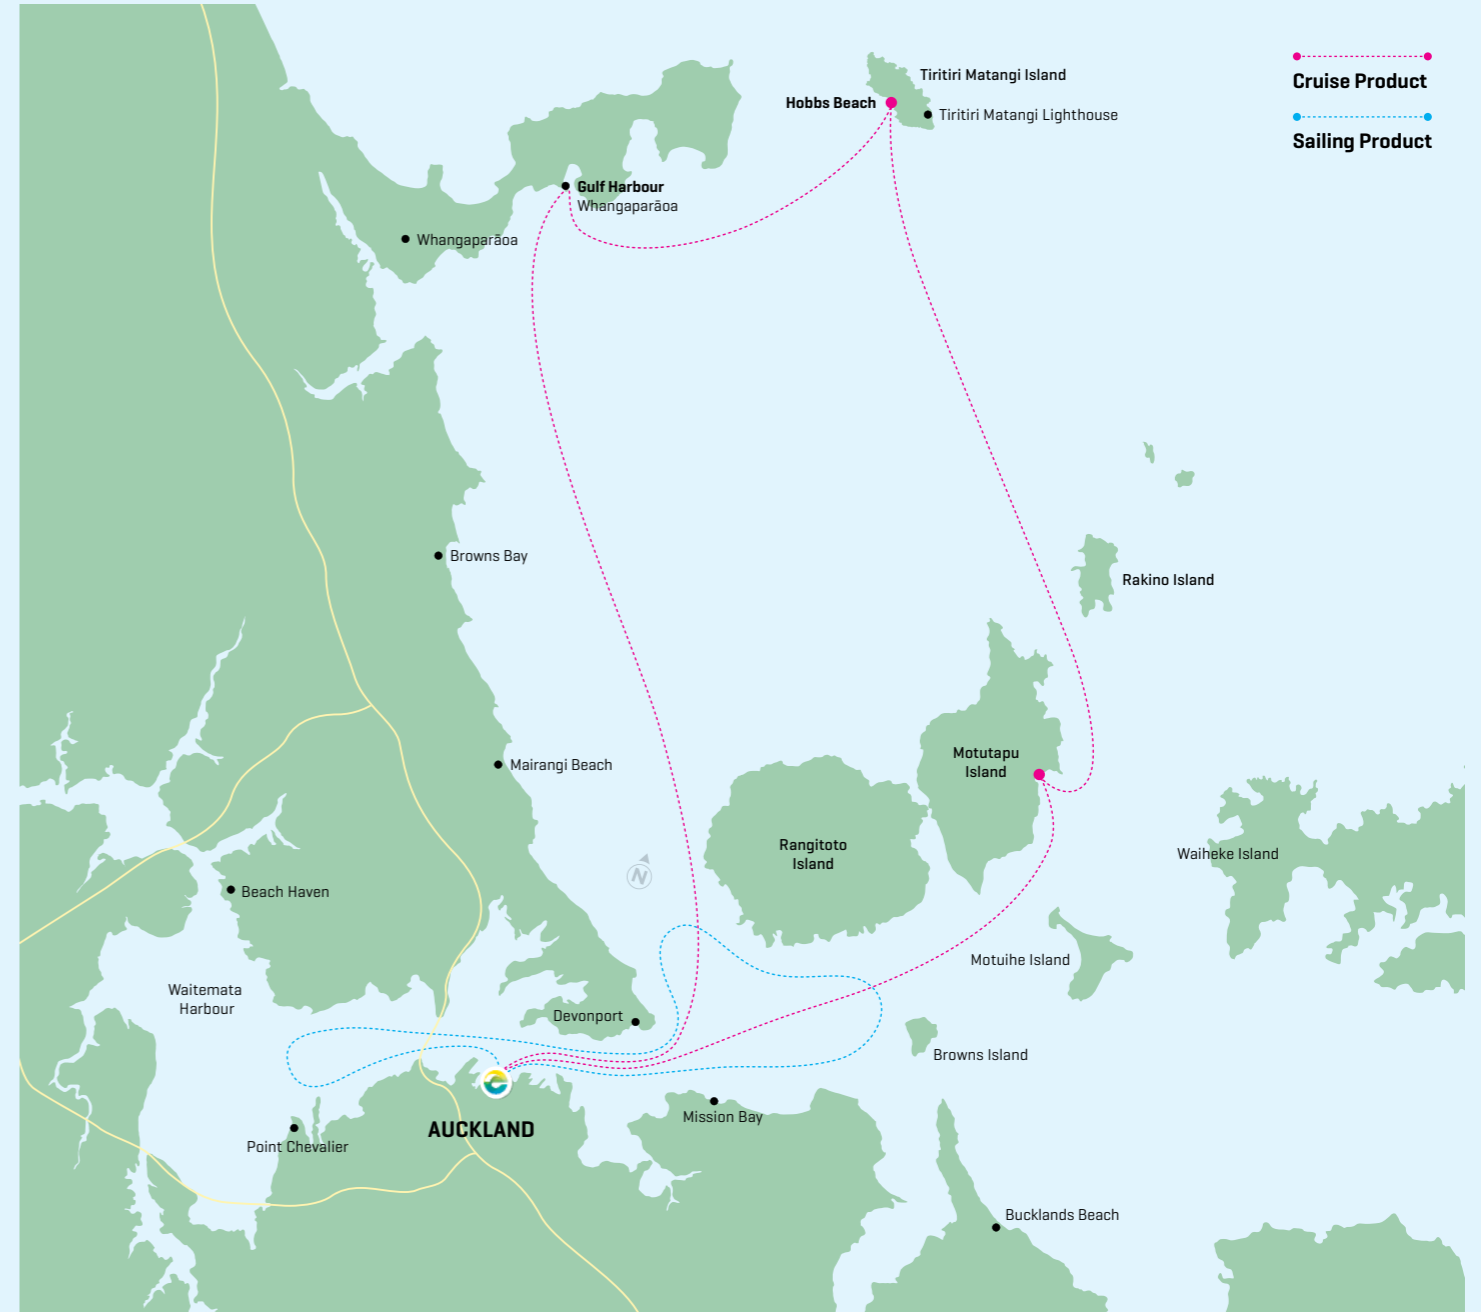 Tiritiri Matangi Island
Hobbs Beach
Tiritiri Matangi Lighthouse
Cruise Product
Sailing Product
Gulf Harbour
Whangaparāoa
Whangaparāoa
Browns Bay
Rakino Island
Motutapu
Island
Mairangi Beach
Rangitoto
Island
Waiheke Island
N
Beach Haven
Motuihe Island
Waitemata
Harbour
Devonport
Browns Island
Mission Bay
AUCKLAND
Point Chevalier
Bucklands Beach